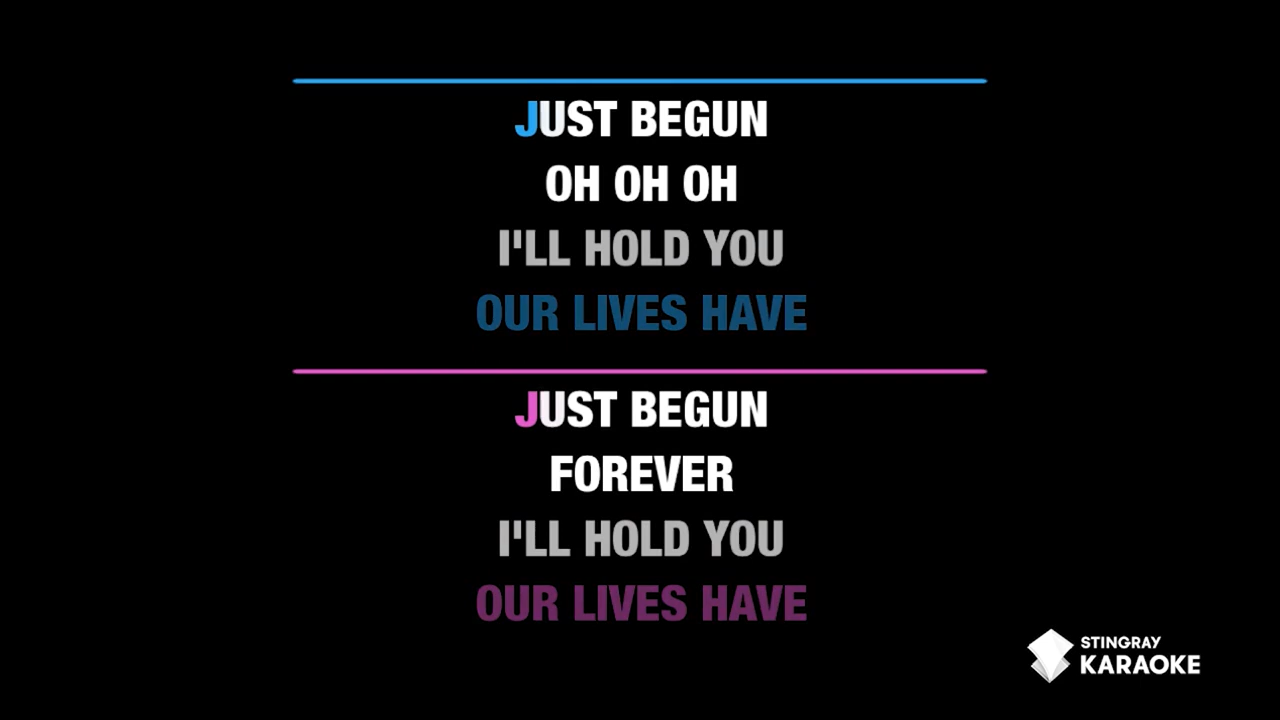 JUST BEGUN
OH OH OH
I'LL HOLD YOU
OUR LIVES HAVE
JUST BEGUN
FOREVER
I'LL HOLD YOU
OUR LIVES HAVE
STINGRAY
KARAOKE